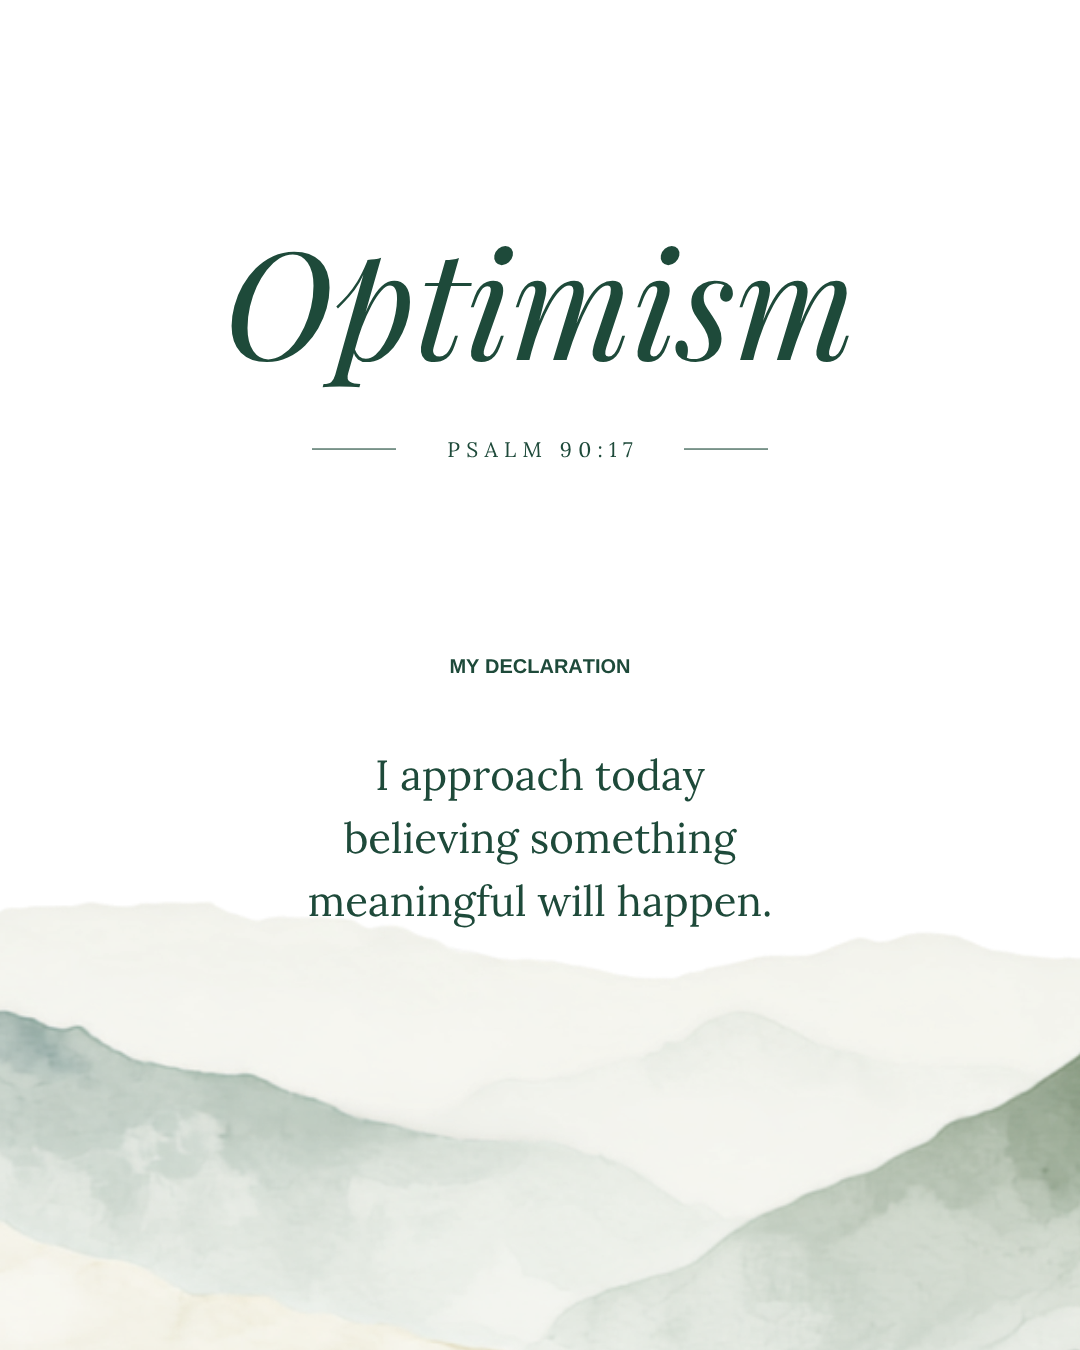 Optimism
PSALM 90:17
MY DECLARATION
I approach today
believing something
meaningful will happen.